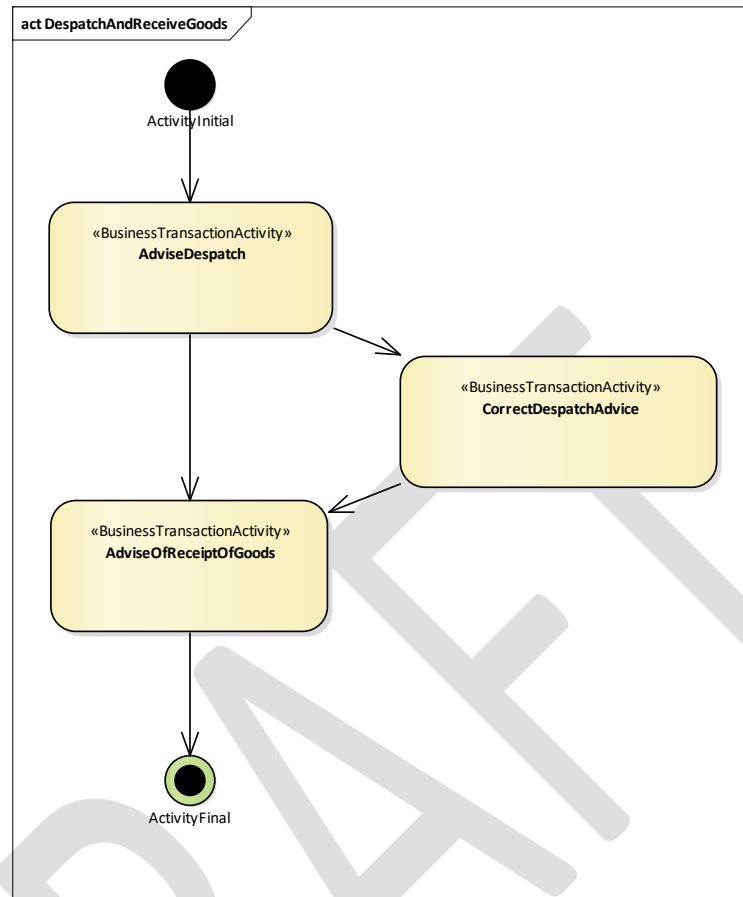 act DespatchAndReceiveGoods
ActivityInitial
«BusinessTransactionActivity»
AdviseDespatch
«BusinessTransactionActivity»
CorrectDespatchAdvice
«BusinessTransactionActivity»
AdviseOfReceiptOfGoods
ActivityFinal
DRAFT